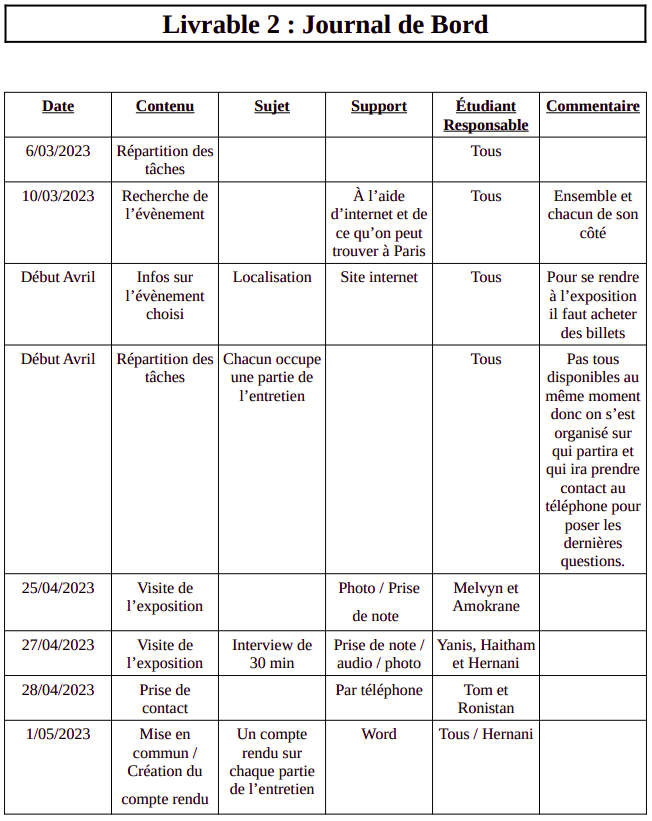 Livrable 2 : Journal de Bord
Date
Contenu
Sujet
Support
Étudiant
Responsable
Commentaire
6/03/2023
Répartition des
tâches
Tous
10/03/2023
Recherche de
l’évènement
À l’aide
d’internet et de
ce qu’on peut
trouver à Paris
Tous
Ensemble et
chacun de son
côté
Début Avril
Infos sur
l’évènement
choisi
Localisation
Site internet
Tous
Pour se rendre
à l’exposition
il faut acheter
des billets
Début Avril
Répartition des
tâches
Chacun occupe
une partie de
l’entretien
Tous
Pas tous
disponibles au
même moment
donc on s’est
organisé sur
qui partira et
qui ira prendre
contact au
téléphone pour
poser les
dernières
questions.
25/04/2023
Visite de
l’exposition
Photo / Prise
de note
Melvyn et
Amokrane
27/04/2023
Visite de
l’exposition
Interview de
30 min
Prise de note /
audio / photo
Yanis, Haitham
et Hernani
28/04/2023
Prise de
contact
Par téléphone
Tom et
Ronistan
1/05/2023
Mise en
commun /
Création du
compte rendu
Un compte
rendu sur
chaque partie
de l’entretien
Word
Tous / Hernani